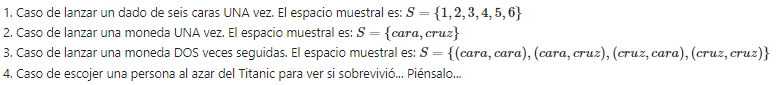 1. Caso de lanzar un dado de seis caras UNA vez. El espacio muestral es: S = {1, 2, 3, 4, 5, 6}
2. Caso de lanzar una moneda UNA vez. El espacio muestral es: S = {cara, cruz}
3. Caso de lanzar una moneda DOS veces seguidas. El espacio muestral es: S = {(cara, cara), (cara, cruz), (cruz, cara), (cruz, cruz)}
4. Caso de escojer una persona al azar del Titanic para ver si sobrevivió... Piénsalo...